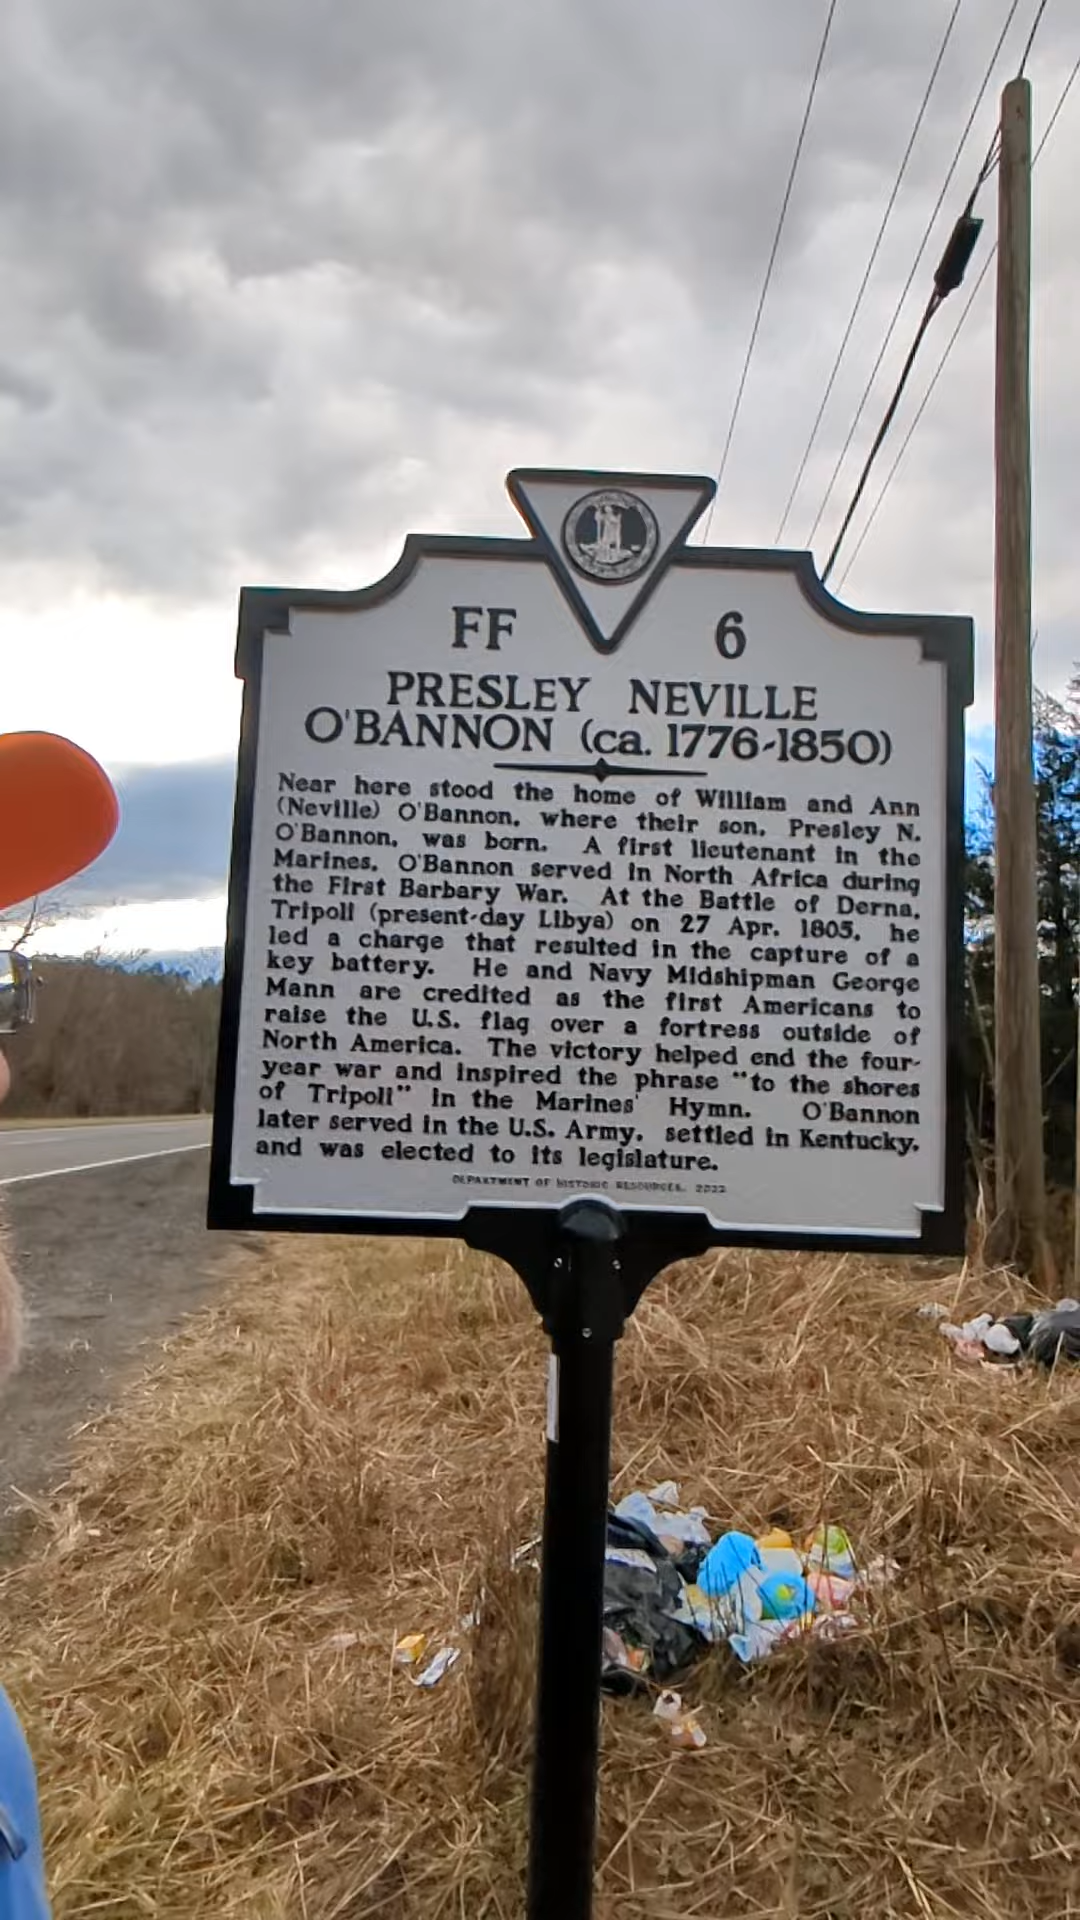 FF 6
PRESLEY NEVILLE
O'BANNON (ca. 1776-1850)
Near here stood the home of William and Ann
(Neville) O'Bannon, where their son, Presley N.
O'Bannon, was born. A first lieutenant in the
Marines, O'Bannon served in North Africa during
the First Barbary War. At the Battle of Derna,
Tripoli (present-day Libya) on 27 Apr. 1805, he
led a charge that resulted in the capture of a
key battery. He and Navy Midshipman George
Mann are credited as the first Americans to
raise the U.S. flag over a fortress outside of
North America. The victory helped end the four-
year war and inspired the phrase "to the shores
of Tripoli" in the Marines' Hymn. O'Bannon
later served in the U.S. Army, settled in Kentucky,
and was elected to its legislature.
DEPARTMENT OF HISTORIC RESOURCES, 2022